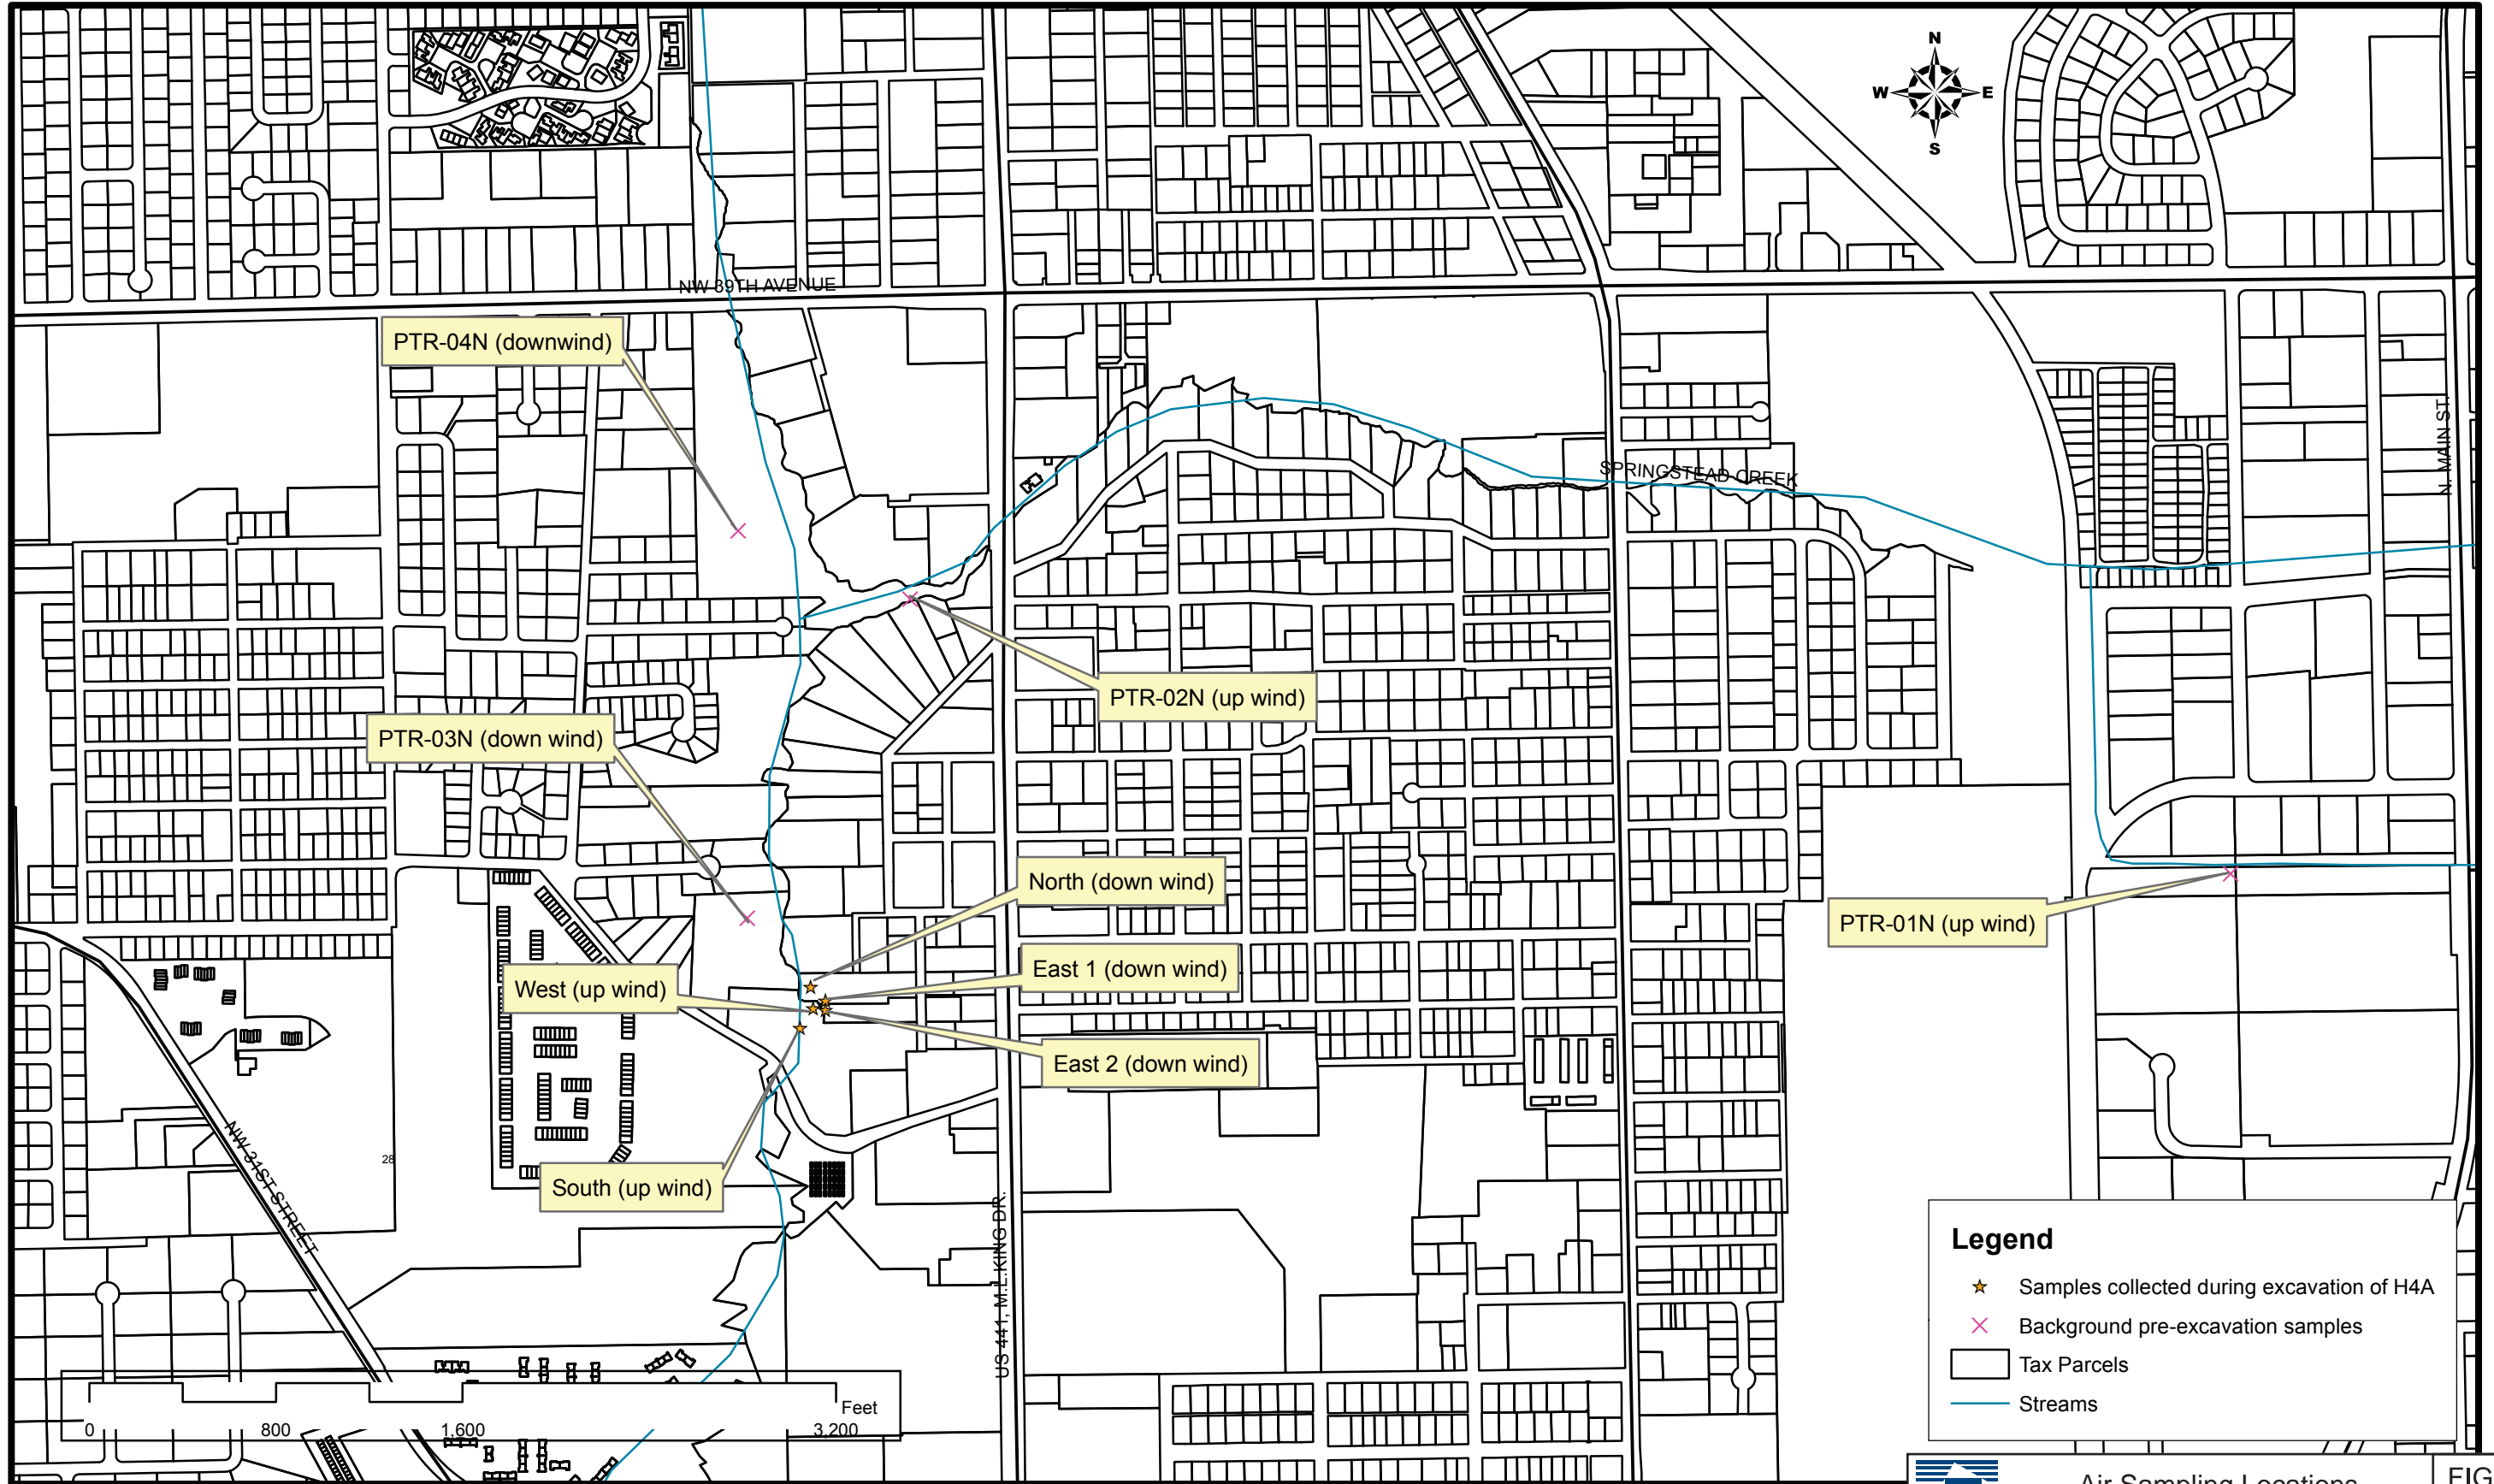 N
W E
S
NW 39TH AVENUE
PTR-04N (downwind)
N. MAIN ST.
SPRINGSTEAD CREEK
PTR-02N (up wind)
PTR-03N (down wind)
North (down wind)
PTR-01N (up wind)
East 1 (down wind)
West (up wind)
East 2 (down wind)
NW 31ST STREET
28
South (up wind)
US 441, M.L.KING DR.
Legend
Samples collected during excavation of H4A
Background pre-excavation samples
Tax Parcels
Streams
Feet
0 800 1,600 3,200
Air Sampling Locations
FIG